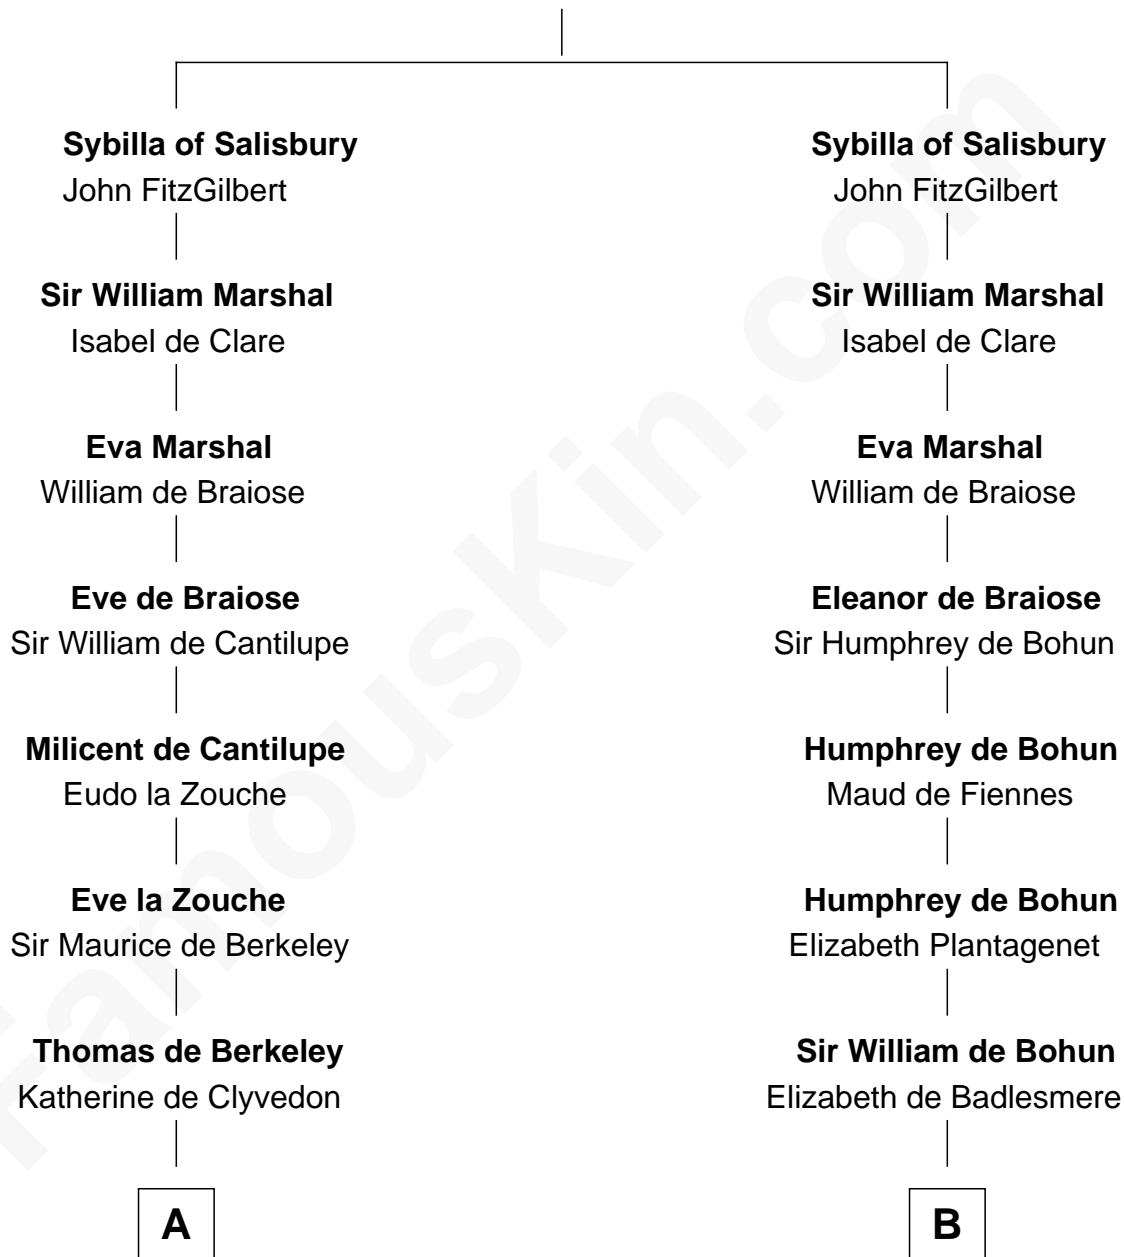 Sybilla of Salisbury
John FitzGilbert
Sir William Marshal
Isabel de Clare
Eva Marshal
William de Braiose
Eve de Braiose
Sir William de Cantilupe
Milicent de Cantilupe
Eudo la Zouche
Eve la Zouche
Sir Maurice de Berkeley
Thomas de Berkeley
Katherine de Clyvedon
A
Sybilla of Salisbury
John FitzGilbert
Sir William Marshal
Isabel de Clare
Eva Marshal
William de Braiose
Eleanor de Braiose
Sir Humphrey de Bohun
Humphrey de Bohun
Maud de Fiennes
Humphrey de Bohun
Elizabeth Plantagenet
Sir William de Bohun
Elizabeth de Badlesmere
B
FamousKin.com